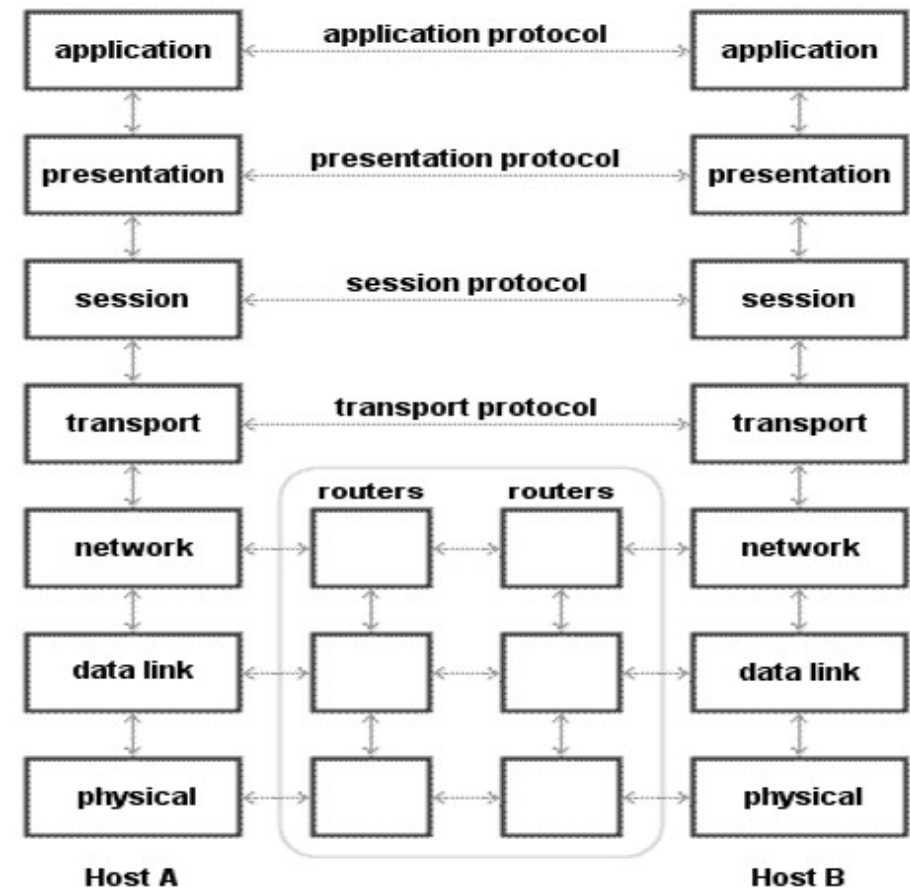 application
application protocol
application
presentation
presentation protocol
presentation
session
session protocol
session
transport
transport protocol
transport
routers
routers
network
network
data link
data link
physical
physical
Host A
Host B